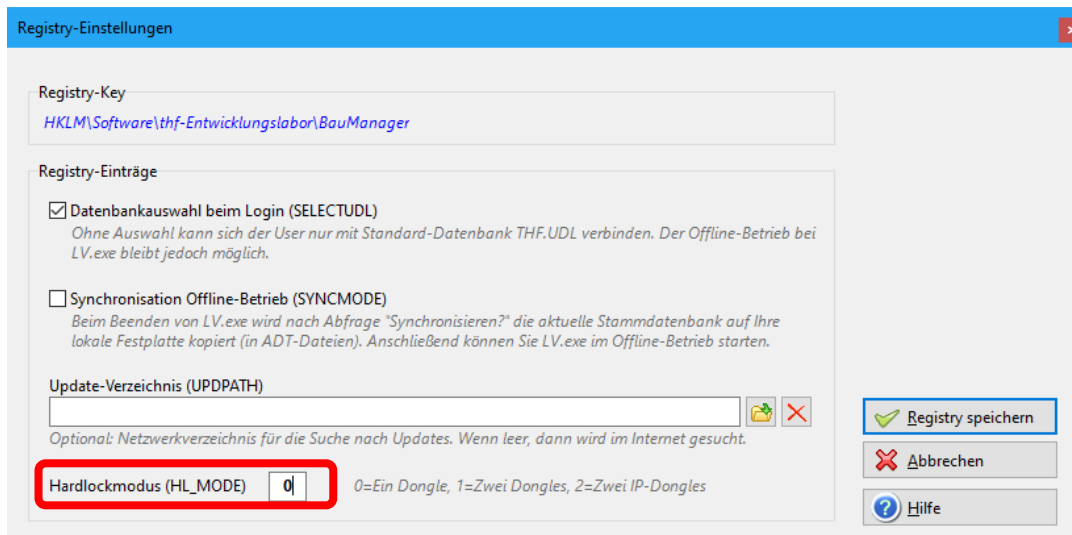 Registry-Einstellungen
Registry-Key
HKLM\Software\thf-Entwicklungslabor\BauManager
Registry-Einträge
Datenbankauswahl beim Login (SELECTUDL)
Ohne Auswahl kann sich der User nur mit Standard-Datenbank THF.UDL verbinden. Der Offline-Betrieb bei
LV.exe bleibt jedoch möglich.
Synchronisation Offline-Betrieb (SYNCMODE)
Beim Beenden von LV.exe wird nach Abfrage "Synchronisieren?" die aktuelle Stammdatenbank auf Ihre
lokale Festplatte kopiert (in ADT-Dateien). Anschließend können Sie LV.exe im Offline-Betrieb starten.
Update-Verzeichnis (UPDPATH)
Optional: Netzwerkverzeichnis für die Suche nach Updates. Wenn leer, dann wird im Internet gesucht.
Hardlockmodus (HL_MODE) 0 0=Ein Dongle, 1=Zwei Dongles, 2=Zwei IP-Dongles
Registry speichern
Abbrechen
Hilfe